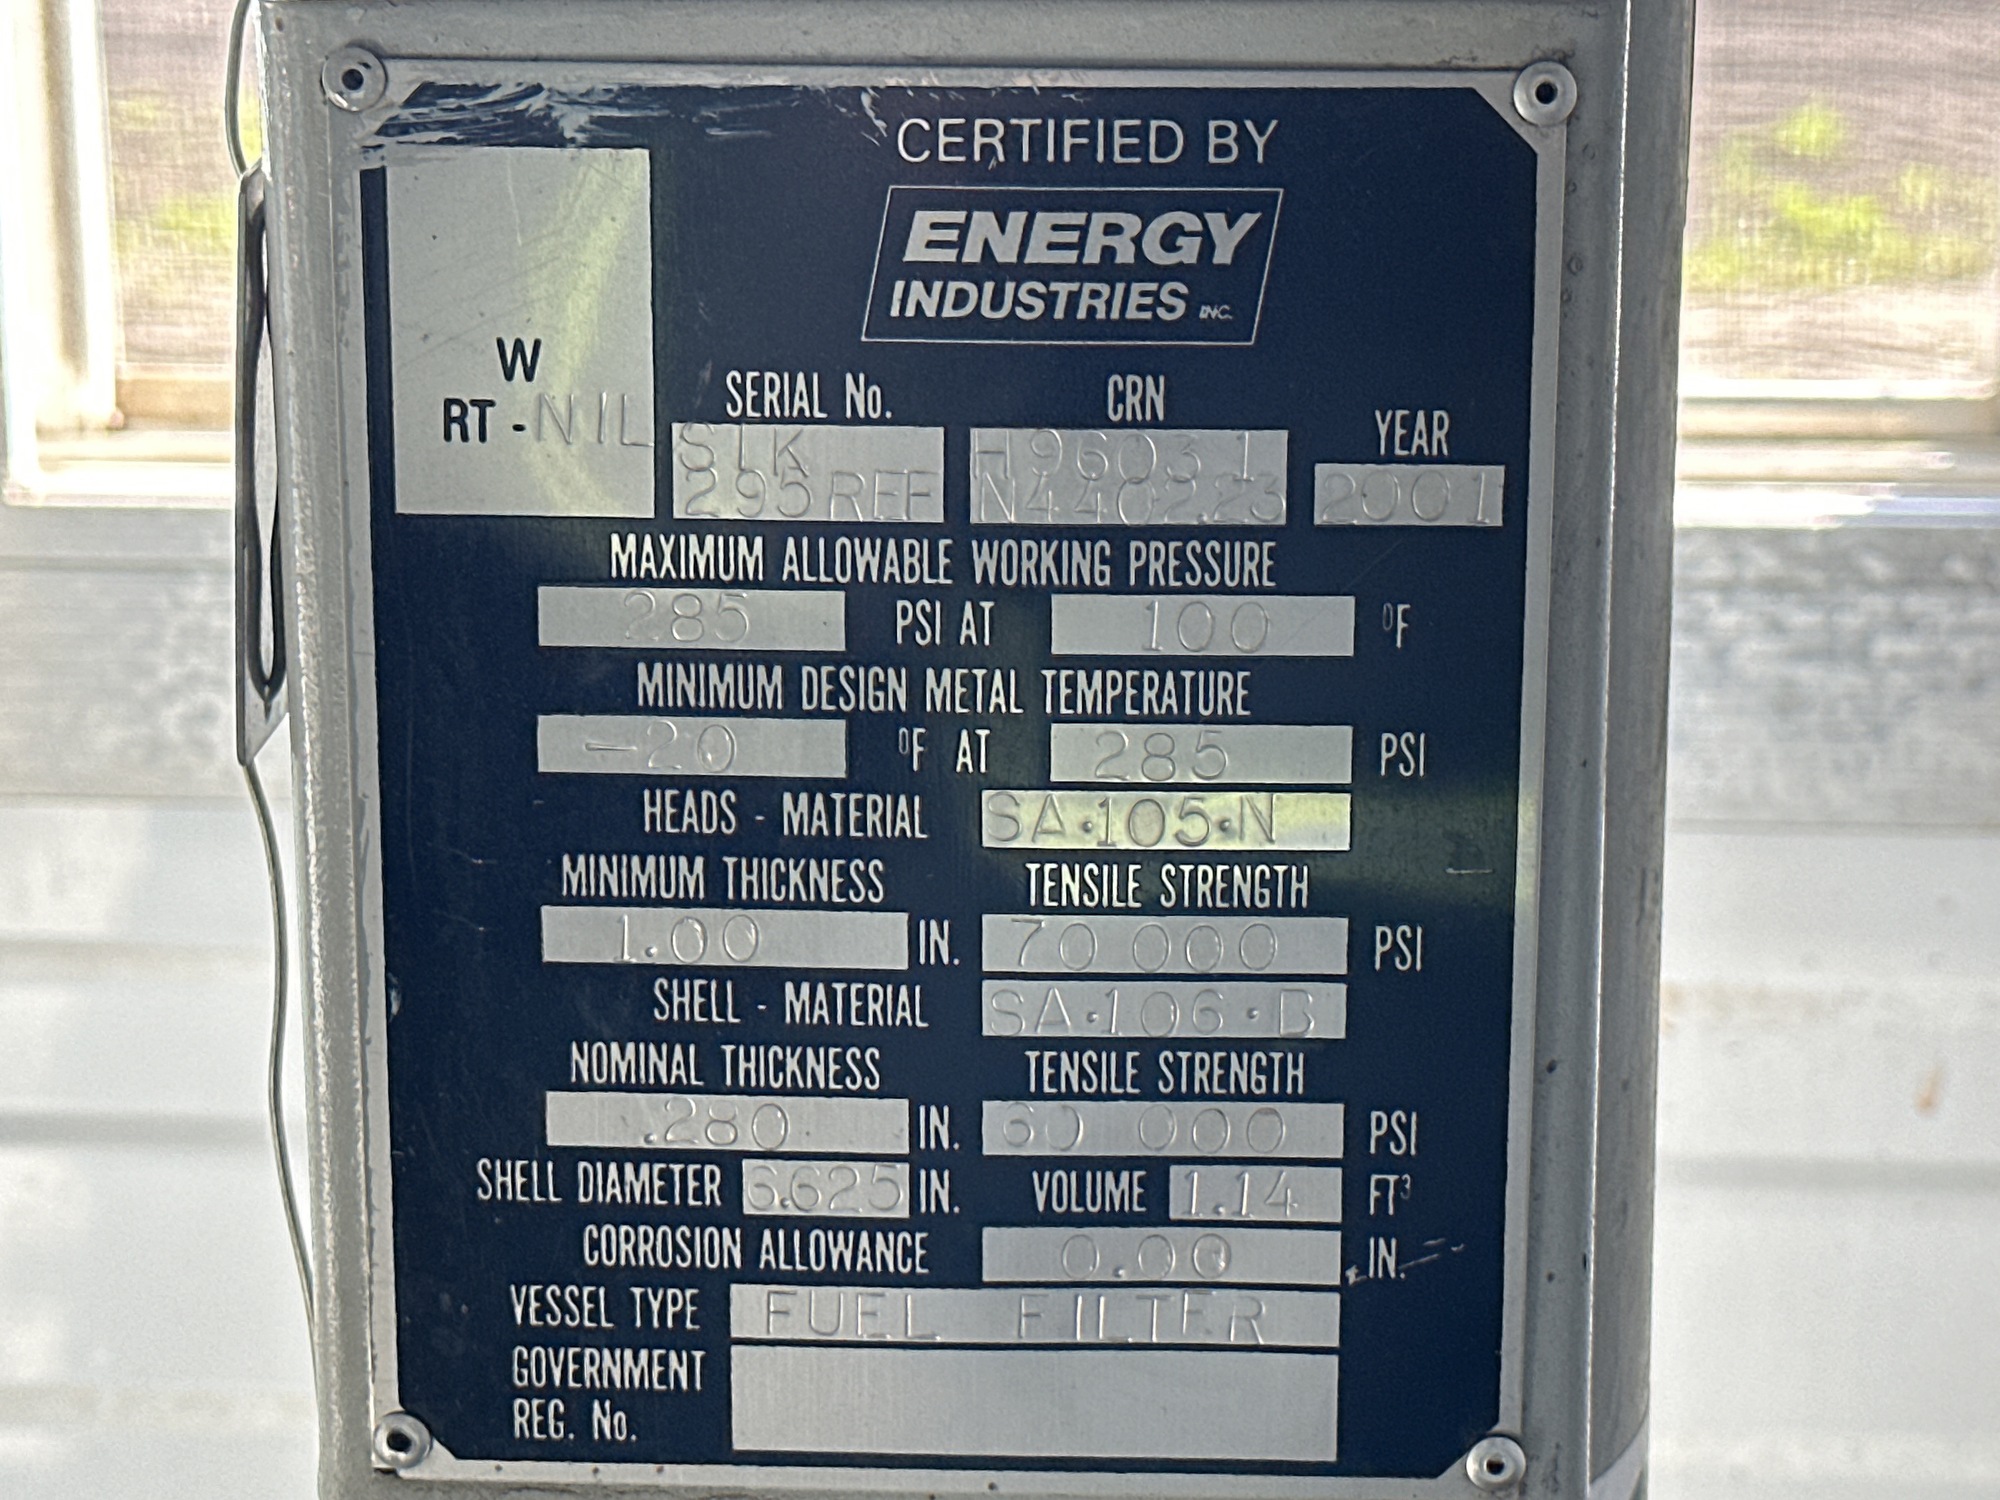 CERTIFIED BY
ENERGY
INDUSTRIES INC.
W
RT - NIL
SERIAL No.
STK
295 REF
CRN
H9603.1
N4402.23
YEAR
2001
MAXIMUM ALLOWABLE WORKING PRESSURE
285 PSI AT 100 °F
MINIMUM DESIGN METAL TEMPERATURE
-20 °F AT 285 PSI
HEADS - MATERIAL SA·105·N
MINIMUM THICKNESS TENSILE STRENGTH
1.00 IN. 70 000 PSI
SHELL - MATERIAL SA·106·B
NOMINAL THICKNESS TENSILE STRENGTH
.280 IN. 60 000 PSI
SHELL DIAMETER 6.625 IN. VOLUME 1.14 FT³
CORROSION ALLOWANCE 0.00 IN.
VESSEL TYPE FUEL FILTER
GOVERNMENT
REG. No.